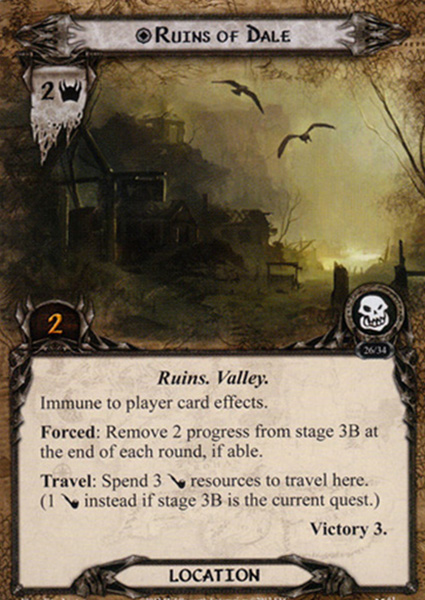 Ruins of Dale
2
2
26/34
Ruins. Valley.
Immune to player card effects.
Forced: Remove 2 progress from stage 3B at
the end of each round, if able.
Travel: Spend 3 resources to travel here.
(1 instead if stage 3B is the current quest.)
Victory 3.
LOCATION